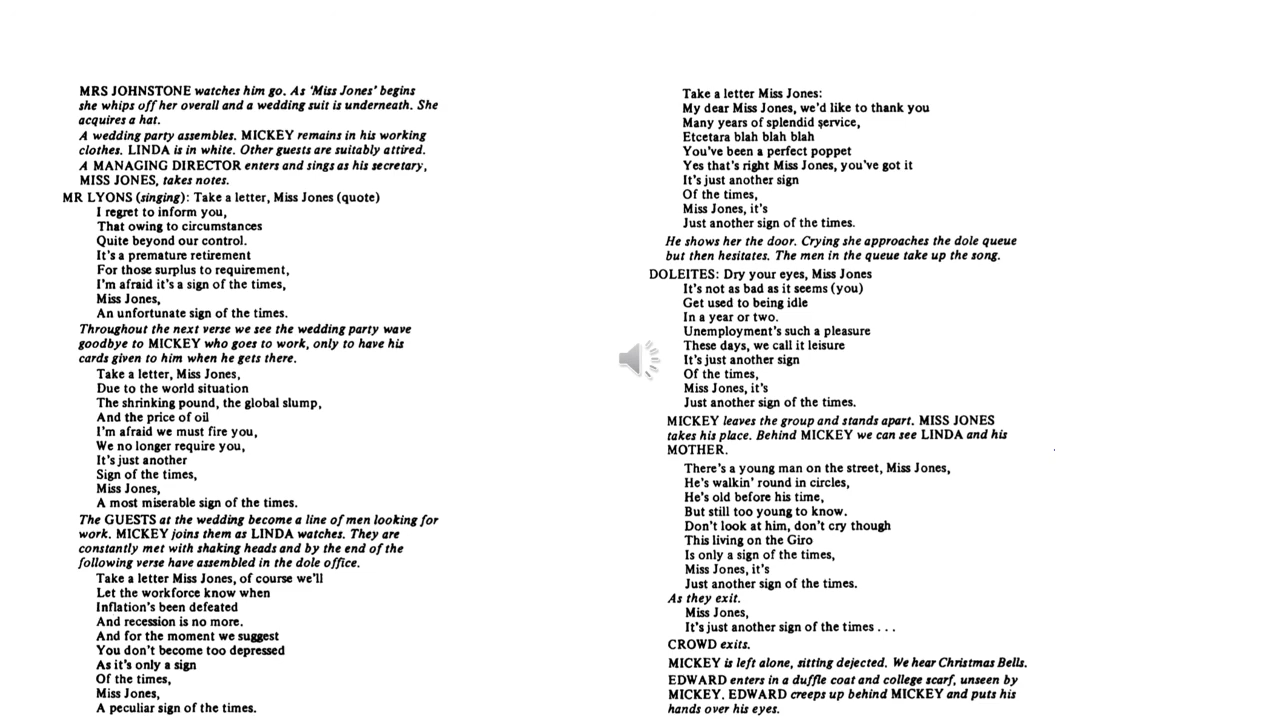 MRS JOHNSTONE watches him go. As 'Miss Jones' begins
she whips off her overall and a wedding suit is underneath. She
acquires a hat.
A wedding party assembles. MICKEY remains in his working
clothes. LINDA is in white. Other guests are suitably attired.
A MANAGING DIRECTOR enters and sings as his secretary,
MISS JONES, takes notes.
MR LYONS (singing): Take a letter, Miss Jones (quote)
I regret to inform you,
That owing to circumstances
Quite beyond our control.
It's a premature retirement
For those surplus to requirement,
I'm afraid it's a sign of the times,
Miss Jones,
An unfortunate sign of the times.
Throughout the next verse we see the wedding party wave
goodbye to MICKEY who goes to work, only to have his
cards given to him when he gets there.
Take a letter, Miss Jones,
Due to the world situation
The shrinking pound, the global slump,
And the price of oil
I'm afraid we must fire you,
We no longer require you,
It's just another
Sign of the times,
Miss Jones,
A most miserable sign of the times.
The GUESTS at the wedding become a line of men looking for
work. MICKEY joins them as LINDA watches. They are
constantly met with shaking heads and by the end of the
following verse have assembled in the dole office.
Take a letter Miss Jones, of course we'll
Let the workforce know when
Inflation's been defeated
And recession is no more.
And for the moment we suggest
You don't become too depressed
As it's only a sign
Of the times,
Miss Jones,
A peculiar sign of the times.
Take a letter Miss Jones:
My dear Miss Jones, we'd like to thank you
Many years of splendid service,
Etcetara blah blah blah
You've been a perfect poppet
Yes that's right Miss Jones, you've got it
It's just another sign
Of the times,
Miss Jones, it's
Just another sign of the times.
He shows her the door. Crying she approaches the dole queue
but then hesitates. The men in the queue take up the song.
DOLEITES: Dry your eyes, Miss Jones
It's not as bad as it seems (you)
Get used to being idle
In a year or two.
Unemployment's such a pleasure
These days, we call it leisure
It's just another sign
Of the times,
Miss Jones, it's
Just another sign of the times.
MICKEY leaves the group and stands apart. MISS JONES
takes his place. Behind MICKEY we can see LINDA and his
MOTHER.
There's a young man on the street, Miss Jones,
He's walkin' round in circles,
He's old before his time,
But still too young to know.
Don't look at him, don't cry though
This living on the Giro
Is only a sign of the times,
Miss Jones, it's
Just another sign of the times.
As they exit.
Miss Jones,
It's just another sign of the times . . .
CROWD exits.
MICKEY is left alone, sitting dejected. We hear Christmas Bells.
EDWARD enters in a duffle coat and college scarf, unseen by
MICKEY. EDWARD creeps up behind MICKEY and puts his
hands over his eyes.